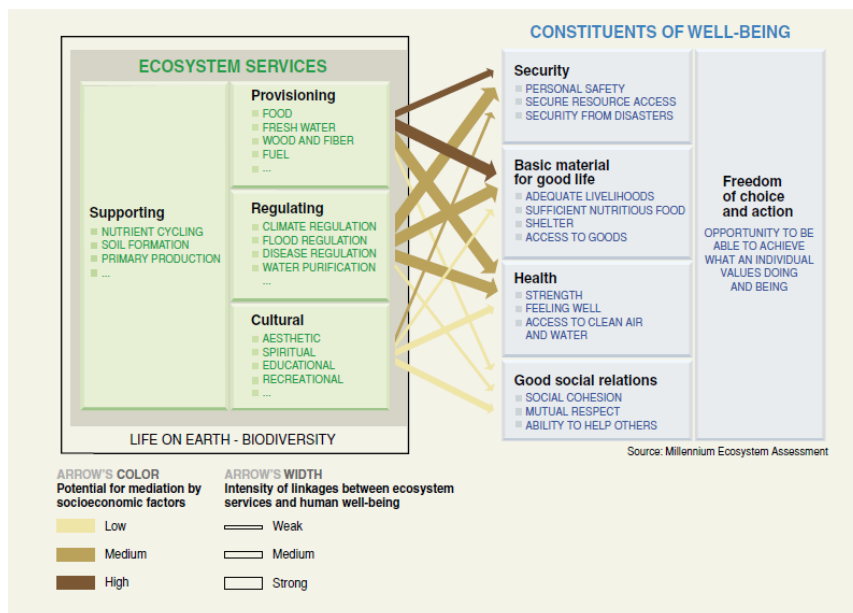 CONSTITUENTS OF WELL-BEING
ECOSYSTEM SERVICES
Provisioning
FOOD
FRESH WATER
WOOD AND FIBER
FUEL
...
Supporting
NUTRIENT CYCLING
SOIL FORMATION
PRIMARY PRODUCTION
...
Regulating
CLIMATE REGULATION
FLOOD REGULATION
DISEASE REGULATION
WATER PURIFICATION
...
Cultural
AESTHETIC
SPIRITUAL
EDUCATIONAL
RECREATIONAL
...
LIFE ON EARTH - BIODIVERSITY
Security
PERSONAL SAFETY
SECURE RESOURCE ACCESS
SECURITY FROM DISASTERS
Basic material
for good life
ADEQUATE LIVELIHOODS
SUFFICIENT NUTRITIOUS FOOD
SHELTER
ACCESS TO GOODS
Health
STRENGTH
FEELING WELL
ACCESS TO CLEAN AIR
AND WATER
Good social relations
SOCIAL COHESION
MUTUAL RESPECT
ABILITY TO HELP OTHERS
Freedom
of choice
and action
OPPORTUNITY TO BE
ABLE TO ACHIEVE
WHAT AN INDIVIDUAL
VALUES DOING
AND BEING
Source: Millennium Ecosystem Assessment
ARROW'S COLOR
Potential for mediation by
socioeconomic factors
Low
Medium
High
ARROW'S WIDTH
Intensity of linkages between ecosystem
services and human well-being
Weak
Medium
Strong